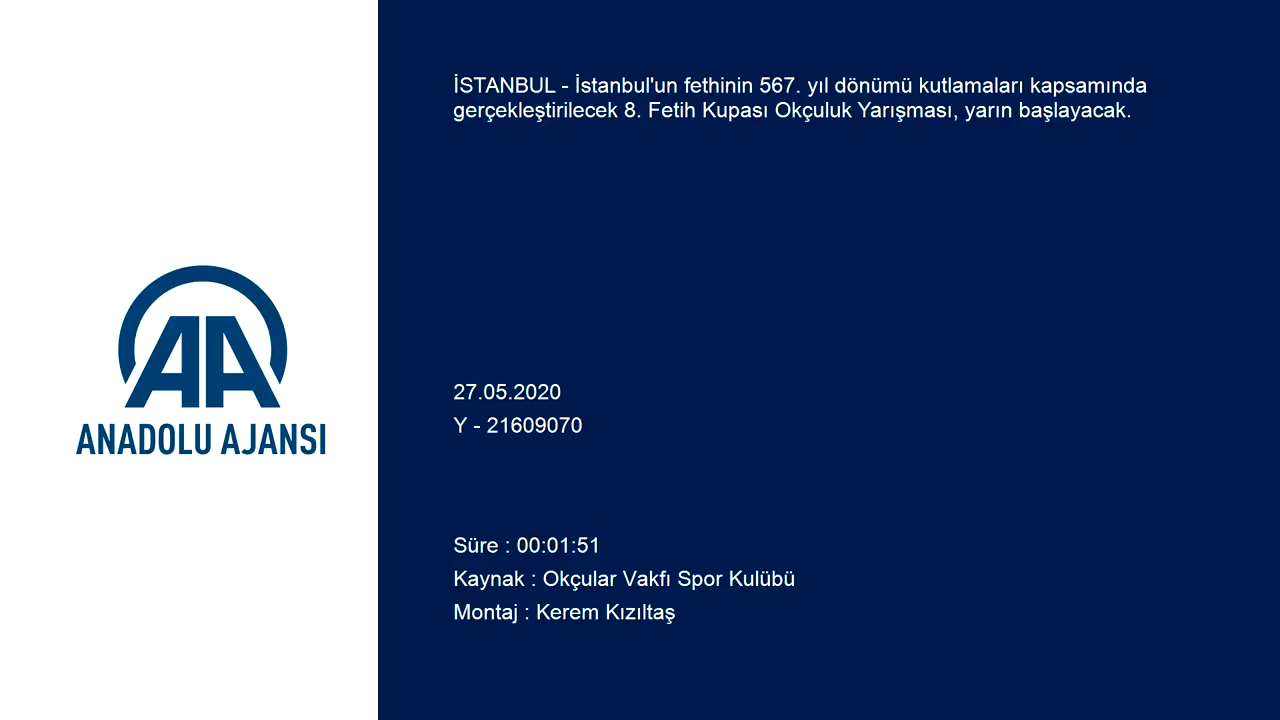 İSTANBUL - İstanbul'un fethinin 567. yıl dönümü kutlamaları kapsamında
gerçekleştirilecek 8. Fetih Kupası Okçuluk Yarışması, yarın başlayacak.
AA
ANADOLU AJANSI
27.05.2020
Y - 21609070
Süre : 00:01:51
Kaynak : Okçular Vakfı Spor Kulübü
Montaj : Kerem Kızıltaş